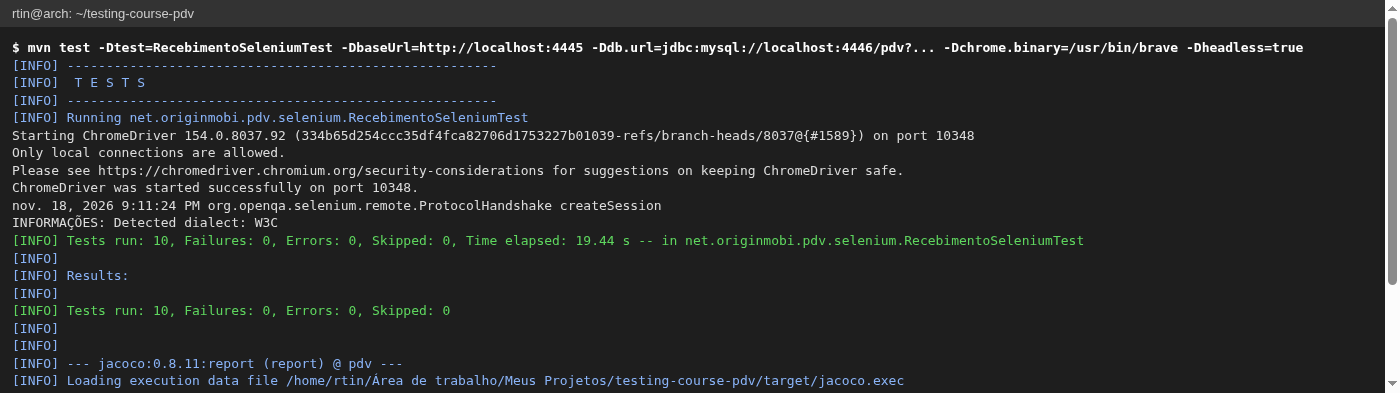 rtin@arch: ~/testing-course-pdv
$ mvn test -Dtest=RecebimentoSeleniumTest -DbaseUrl=http://localhost:4445 -Ddb.url=jdbc:mysql://localhost:4446/pdv?... -Dchrome.binary=/usr/bin/brave -Dheadless=true
[INFO] -------------------------------------------------------
[INFO]  T E S T S
[INFO] -------------------------------------------------------
[INFO] Running net.originmobi.pdv.selenium.RecebimentoSeleniumTest
Starting ChromeDriver 154.0.8037.92 (334b65d254ccc35df4fca82706d1753227b01039-refs/branch-heads/8037@{#1589}) on port 10348
Only local connections are allowed.
Please see https://chromedriver.chromium.org/security-considerations for suggestions on keeping ChromeDriver safe.
ChromeDriver was started successfully on port 10348.
nov. 18, 2026 9:11:24 PM org.openqa.selenium.remote.ProtocolHandshake createSession
INFORMAÇÕES: Detected dialect: W3C
[INFO] Tests run: 10, Failures: 0, Errors: 0, Skipped: 0, Time elapsed: 19.44 s -- in net.originmobi.pdv.selenium.RecebimentoSeleniumTest
[INFO]
[INFO] Results:
[INFO]
[INFO] Tests run: 10, Failures: 0, Errors: 0, Skipped: 0
[INFO]
[INFO]
[INFO] --- jacoco:0.8.11:report (report) @ pdv ---
[INFO] Loading execution data file /home/rtin/Área de trabalho/Meus Projetos/testing-course-pdv/target/jacoco.exec